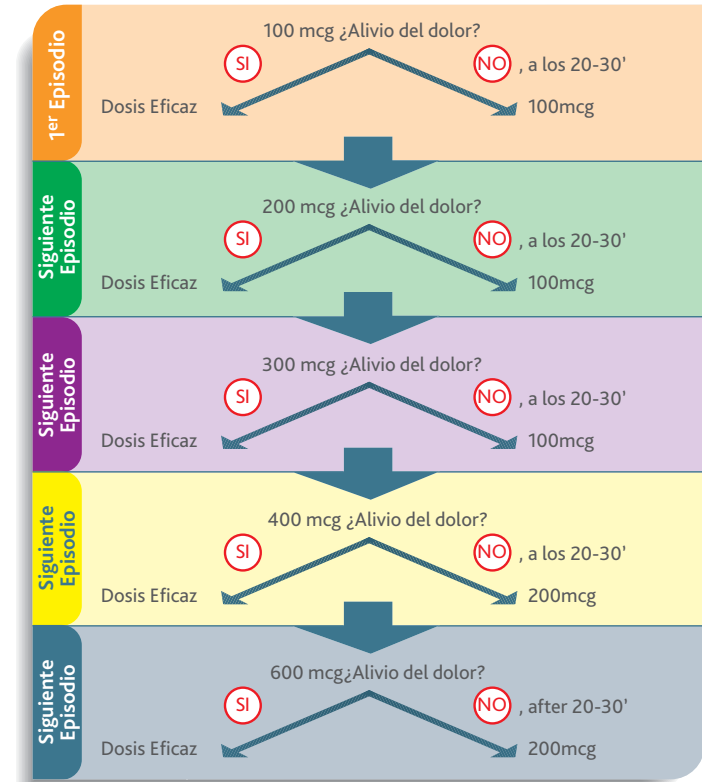 1er Episodio
100 mcg ¿Alivio del dolor?
SI
NO , a los 20-30'
Dosis Eficaz
100mcg
Siguiente
Episodio
200 mcg ¿Alivio del dolor?
SI
NO , a los 20-30'
Dosis Eficaz
100mcg
Siguiente
Episodio
300 mcg ¿Alivio del dolor?
SI
NO , a los 20-30'
Dosis Eficaz
100mcg
Siguiente
Episodio
400 mcg ¿Alivio del dolor?
SI
NO , a los 20-30'
Dosis Eficaz
200mcg
Siguiente
Episodio
600 mcg¿Alivio del dolor?
SI
NO , after 20-30'
Dosis Eficaz
200mcg